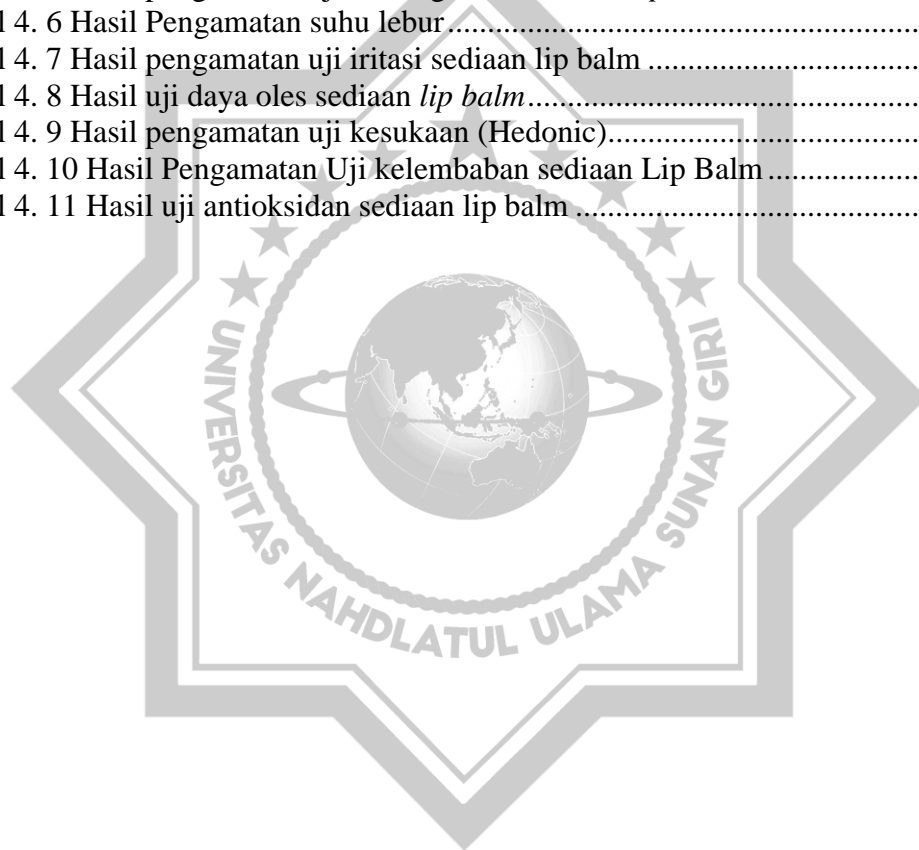 l 4. 6 Hasil Pengamatan suhu lebur
l 4. 7 Hasil pengamatan uji iritasi sediaan lip balm
l 4. 8 Hasil uji daya oles sediaan lip balm
l 4. 9 Hasil pengamatan uji kesukaan (Hedonic)
l 4. 10 Hasil Pengamatan Uji kelembaban sediaan Lip Balm
l 4. 11 Hasil uji antioksidan sediaan lip balm
UNIVERSITAS NAHDLATUL ULAMA SUNAN GIRI